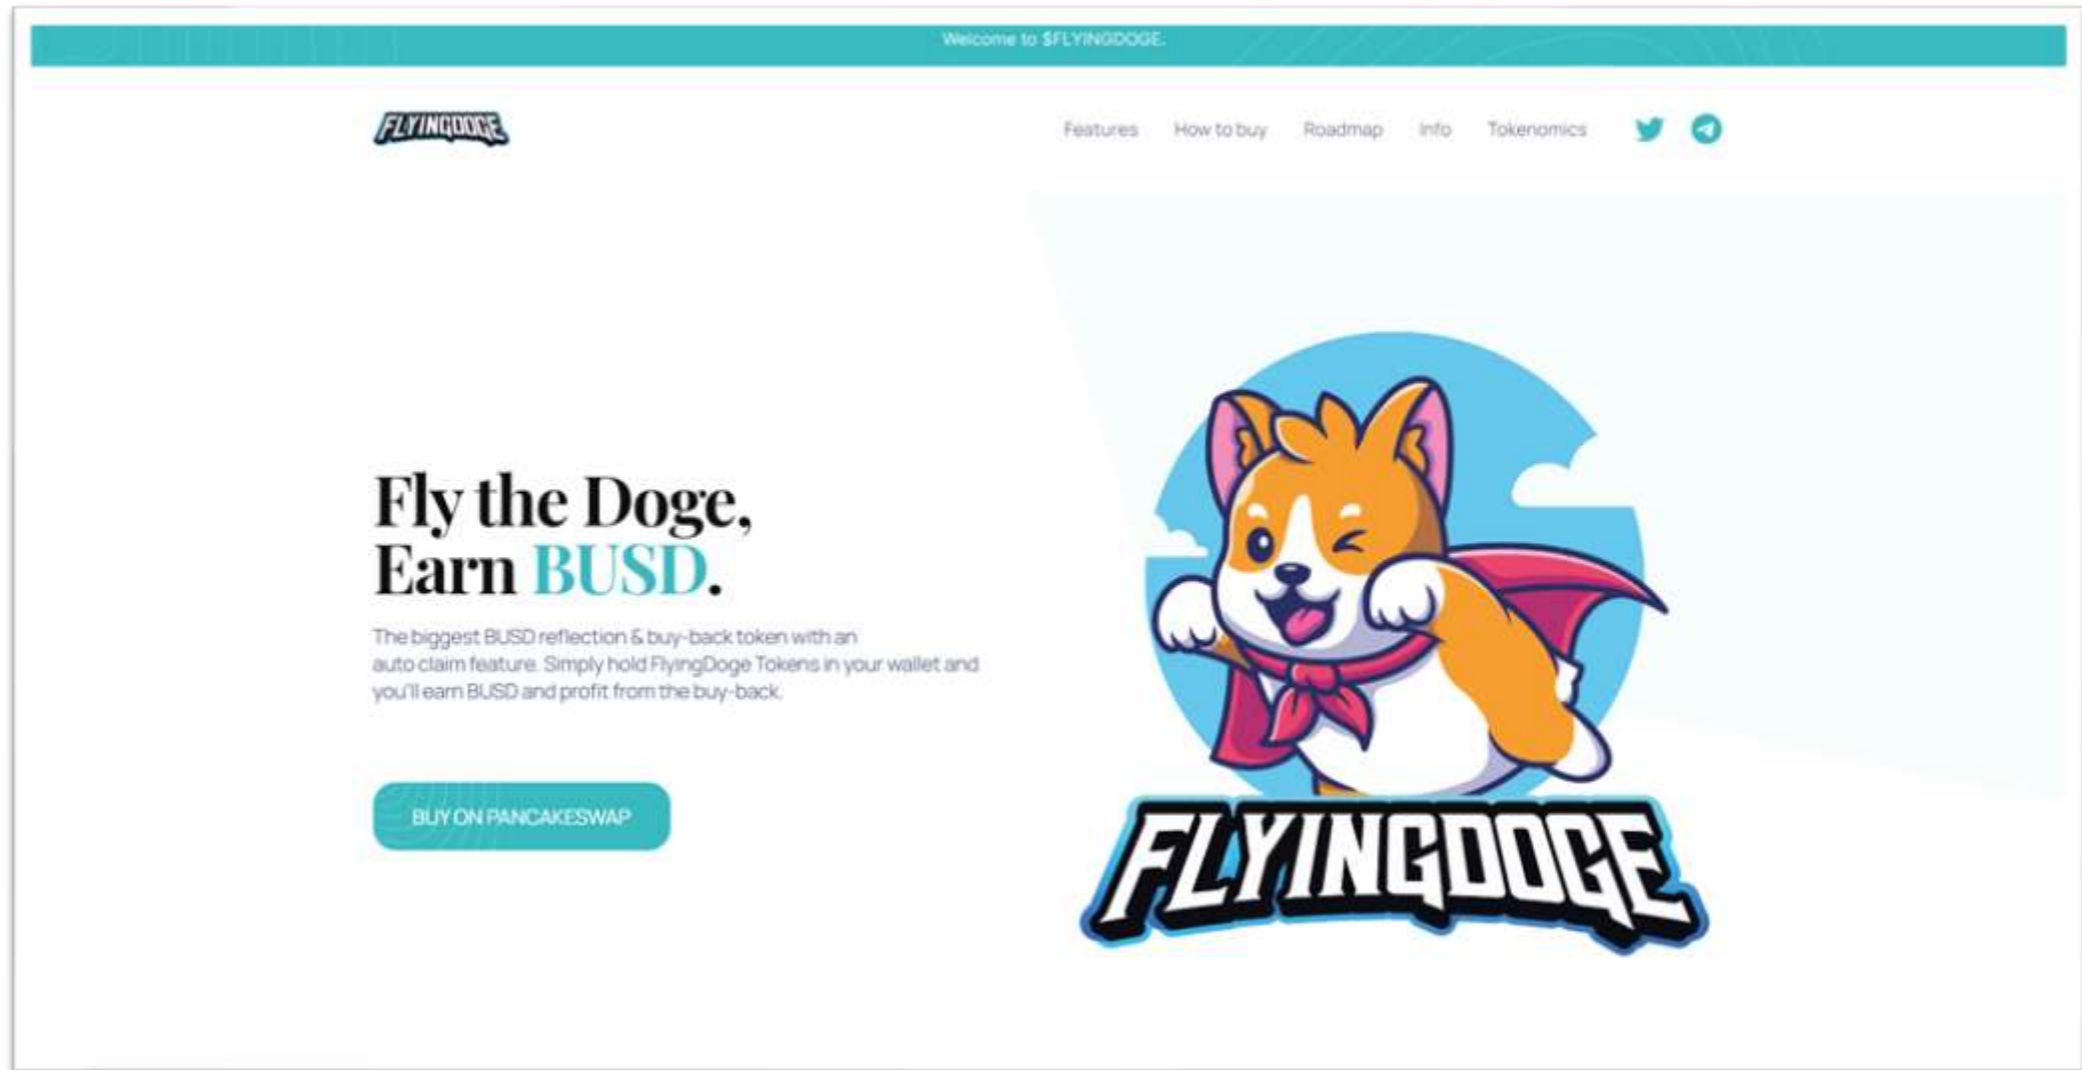 Welcome to $FLYINGDOGE.
FLYINGDOGE
Features How to buy Roadmap Info Tokenomics
Fly the Doge,
Earn BUSD.
The biggest BUSD reflection & buy-back token with an
auto claim feature. Simply hold FlyingDoge Tokens in your wallet and
you'll earn BUSD and profit from the buy-back.
BUY ON PANCAKESWAP
FLYINGDOGE